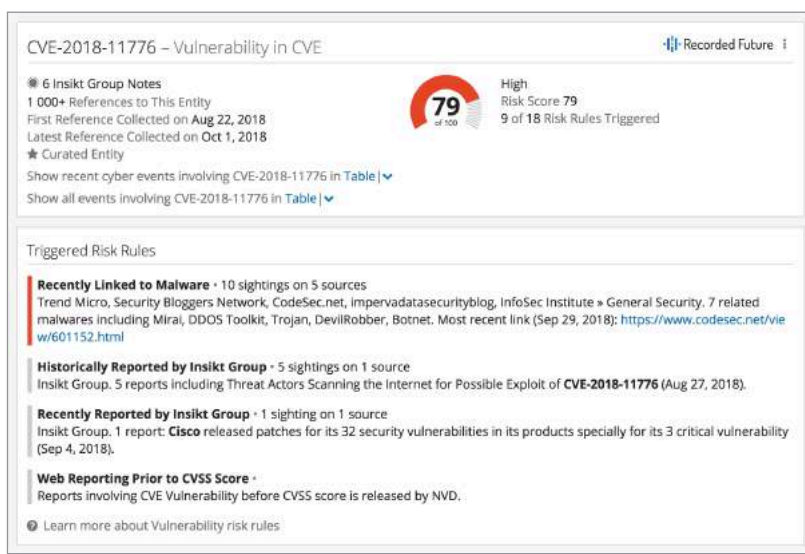 CVE-2018-11776 – Vulnerability in CVE
Recorded Future
6 Insikt Group Notes
1 000+ References to This Entity
First Reference Collected on Aug 22, 2018
Latest Reference Collected on Oct 1, 2018
Curated Entity
Show recent cyber events involving CVE-2018-11776 in Table |
Show all events involving CVE-2018-11776 in Table |
79
of 100
High
Risk Score 79
9 of 18 Risk Rules Triggered
Triggered Risk Rules
Recently Linked to Malware • 10 sightings on 5 sources
Trend Micro, Security Bloggers Network, CodeSec.net, impervadatasecurityblog, InfoSec Institute » General Security. 7 related
malwares including Mirai, DDOS Toolkit, Trojan, DevilRobber, Botnet. Most recent link (Sep 29, 2018): https://www.codesec.net/vie
w/601152.html
Historically Reported by Insikt Group • 5 sightings on 1 source
Insikt Group. 5 reports including Threat Actors Scanning the Internet for Possible Exploit of CVE-2018-11776 (Aug 27, 2018).
Recently Reported by Insikt Group • 1 sighting on 1 source
Insikt Group. 1 report: Cisco released patches for its 32 security vulnerabilities in its products specially for its 3 critical vulnerability
(Sep 4, 2018).
Web Reporting Prior to CVSS Score •
Reports involving CVE Vulnerability before CVSS score is released by NVD.
Learn more about Vulnerability risk rules